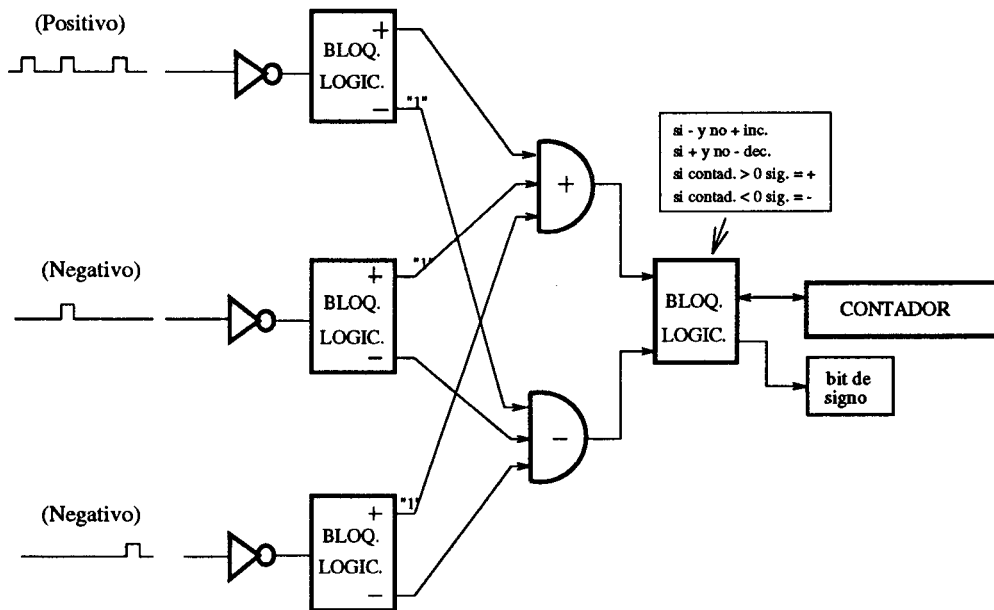 (Positivo)
+
BLOQ.
LOGIC.
−
"1"
si - y no + inc.
si + y no - dec.
si contad. > 0 sig. = +
si contad. < 0 sig. = -
+
(Negativo)
+
"1"
BLOQ.
LOGIC.
−
BLOQ.
LOGIC.
CONTADOR
bit de
signo
−
(Negativo)
+
"1"
BLOQ.
LOGIC.
−